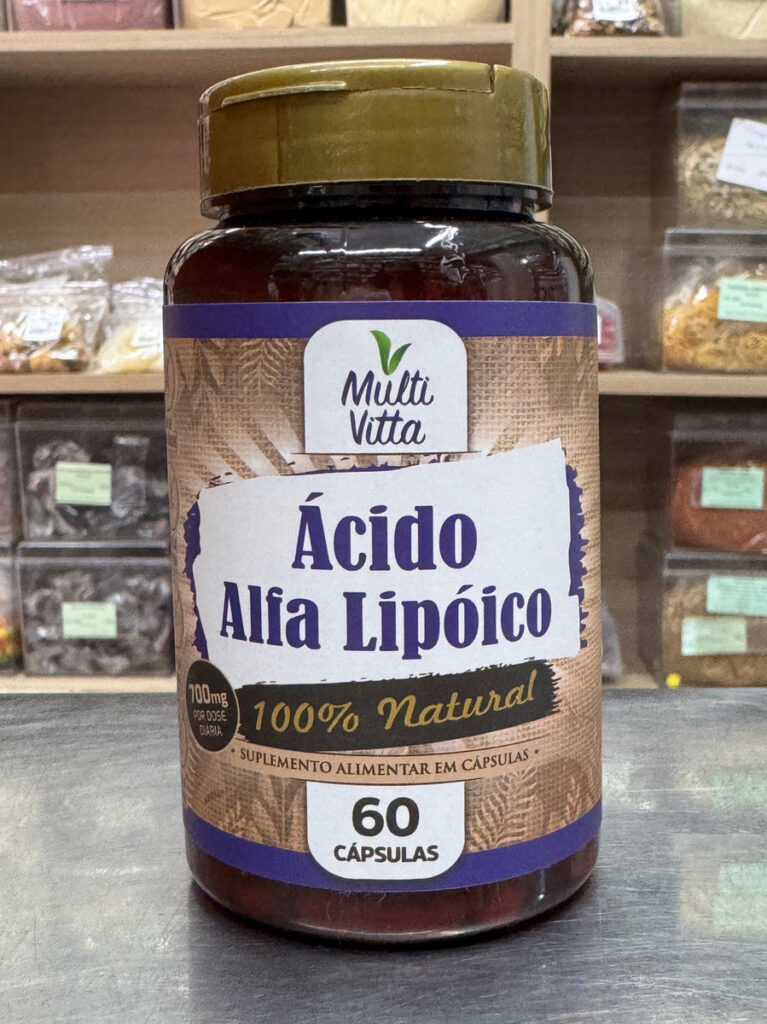 Multi
Vitta
Ácido
Alfa Lipóico
700mg
POR DOSE
DIÁRIA
100% Natural
• SUPLEMENTO ALIMENTAR EM CÁPSULAS •
60
CÁPSULAS